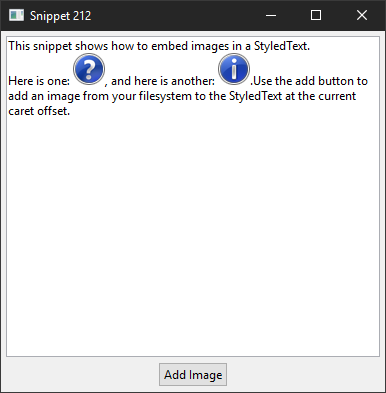 Snippet 212
This snippet shows how to embed images in a StyledText.
Here is one: ?, and here is another: i.Use the add button to
add an image from your filesystem to the StyledText at the current
caret offset.
Add Image